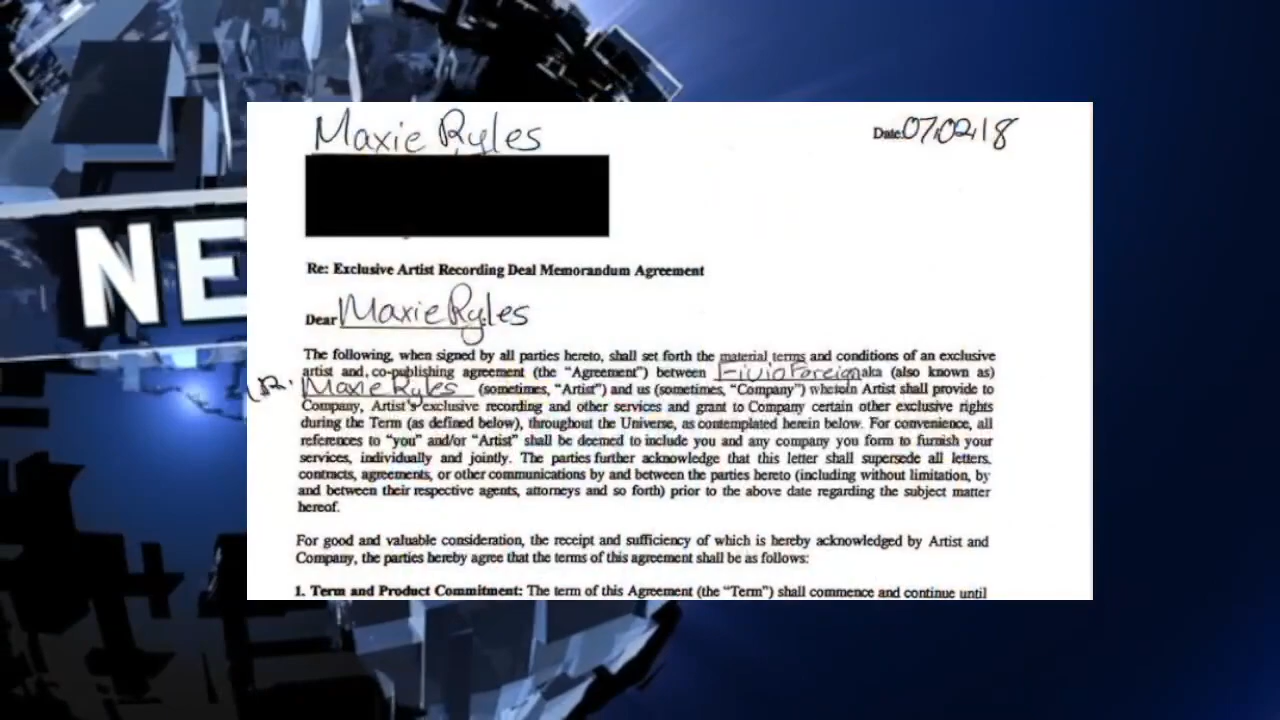 NE
Maxie Ryles
Date: 07.02.18
Re: Exclusive Artist Recording Deal Memorandum Agreement
Dear Maxie Ryles
The following, when signed by all parties hereto, shall set forth the material terms and conditions of an exclusive
artist and, co-publishing agreement (the "Agreement") between Fivio Foreign aka (also known as)
Maxie Ryles (sometimes, "Artist") and us (sometimes, "Company") wherein Artist shall provide to
Company, Artist's exclusive recording and other services and grant to Company certain other exclusive rights
during the Term (as defined below), throughout the Universe, as contemplated herein below. For convenience, all
references to "you" and/or "Artist" shall be deemed to include you and any company you form to furnish your
services, individually and jointly. The parties further acknowledge that this letter shall supersede all letters,
contracts, agreements, or other communications by and between the parties hereto (including without limitation, by
and between their respective agents, attorneys and so forth) prior to the above date regarding the subject matter
hereof.
For good and valuable consideration, the receipt and sufficiency of which is hereby acknowledged by Artist and
Company, the parties hereby agree that the terms of this agreement shall be as follows:
1. Term and Product Commitment: The term of this Agreement (the "Term") shall commence and continue until